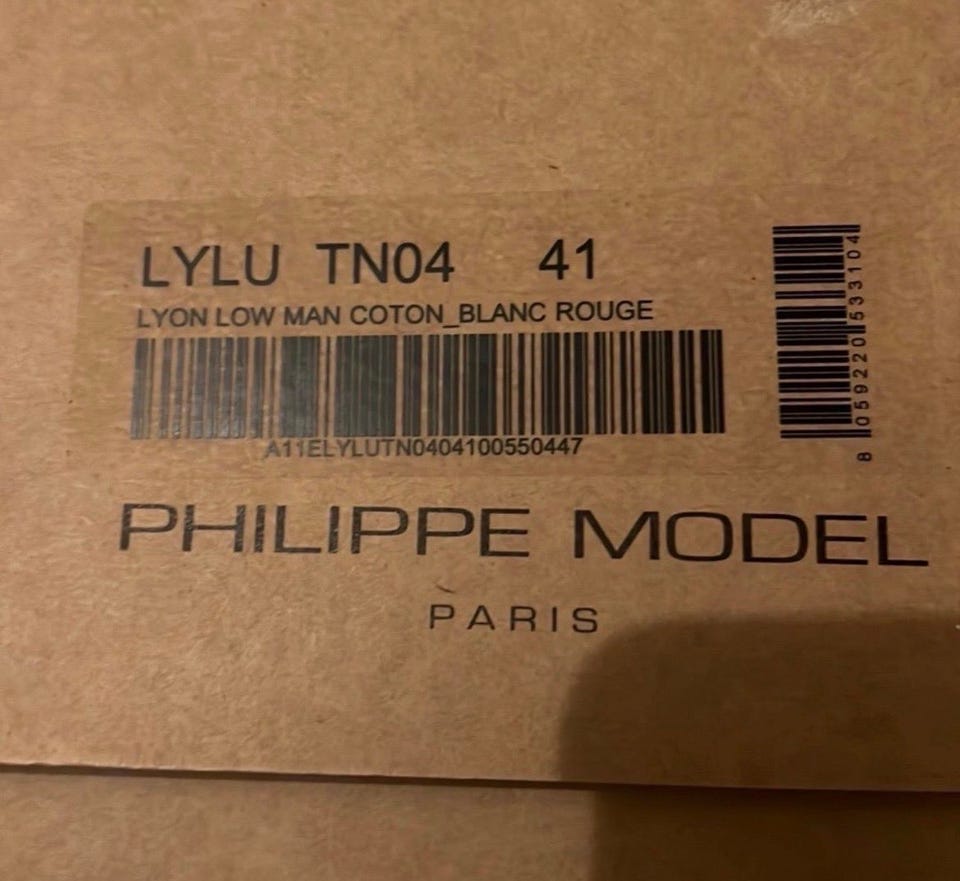 LYLU TN04 41
LYON LOW MAN COTON_BLANC ROUGE
A11ELYLUTN0404100550447
8 059220 533104
PHILIPPE MODEL
PARIS